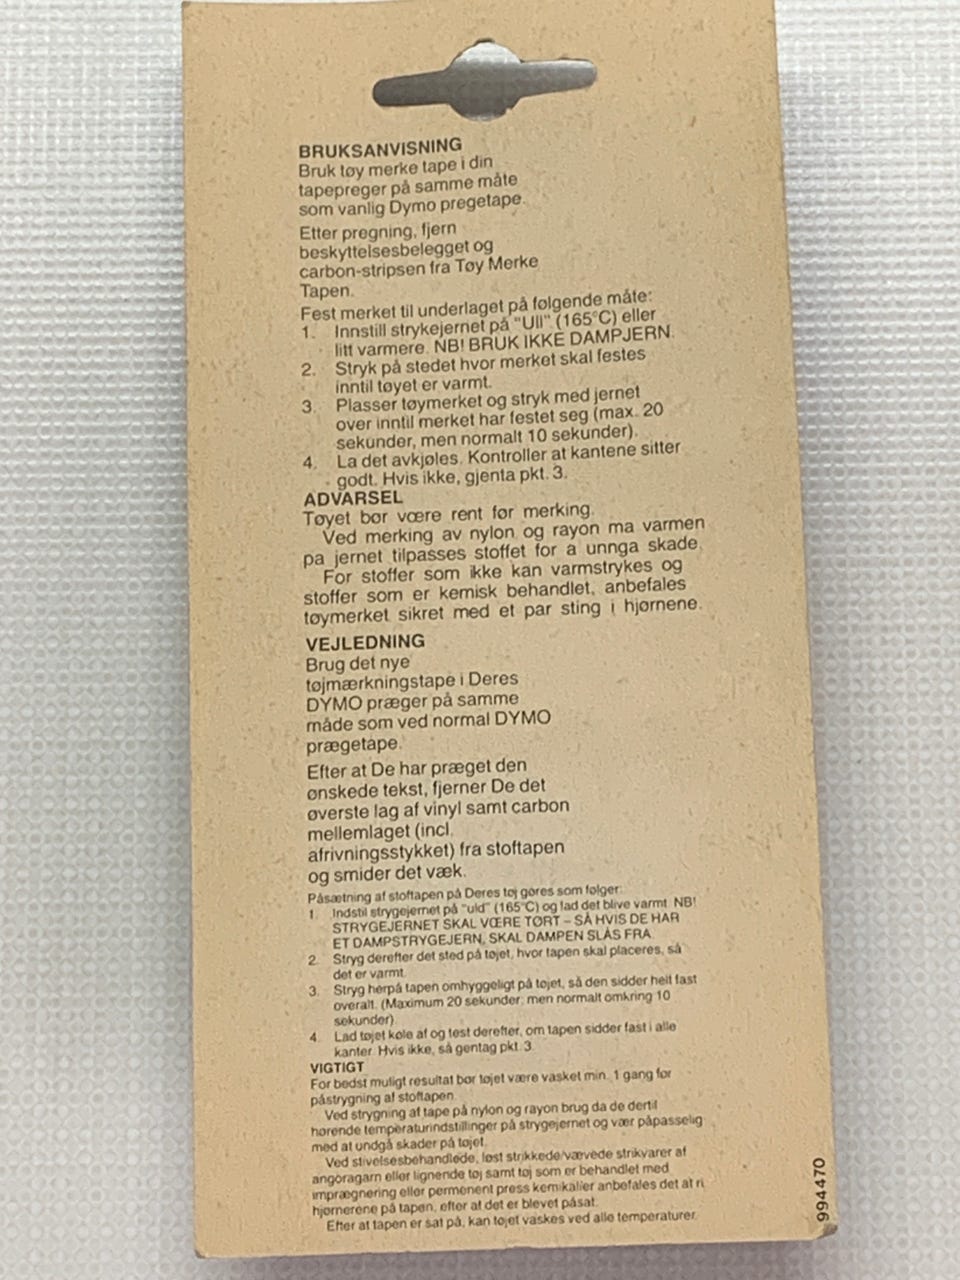 BRUKSANVISNING
Bruk tøy merke tape i din
tapepreger på samme måte
som vanlig Dymo pregetape.
Etter pregning, fjern
beskyttelsesbelegget og
carbon-stripsen fra Tøy Merke
Tapen.
Fest merket til underlaget på følgende måte:
1. Innstill strykejernet på "Ull" (165°C) eller
litt varmere. NB! BRUK IKKE DAMPJERN.
2. Stryk på stedet hvor merket skal festes
inntil tøyet er varmt.
3. Plasser tøymerket og stryk med jernet
over inntil merket har festet seg (max. 20
sekunder, men normalt 10 sekunder).
4. La det avkjøles. Kontroller at kantene sitter
godt. Hvis ikke, gjenta pkt. 3.
ADVARSEL
Tøyet bør vœre rent før merking.
Ved merking av nylon og rayon ma varmen
pa jernet tilpasses stoffet for a unnga skade.
For stoffer som ikke kan varmstrykes og
stoffer som er kemisk behandlet, anbefales
tøymerket sikret med et par sting i hjørnene.
VEJLEDNING
Brug det nye
tøjmærkningstape i Deres
DYMO præger på samme
måde som ved normal DYMO
prægetape.
Efter at De har præget den
ønskede tekst, fjerner De det
øverste lag af vinyl samt carbon
mellemlaget (incl.
afrivningsstykket) fra stoftapen
og smider det væk.
Påsætning af stoftapen på Deres tøj gøres som følger:
1. Indstil strygejernet på "uld" (165°C) og lad det blive varmt. NB!
STRYGEJERNET SKAL VŒRE TØRT – SÅ HVIS DE HAR
ET DAMPSTRYGEJERN, SKAL DAMPEN SLÅS FRA.
2. Stryg derefter det sted på tøjet, hvor tapen skal placeres, så
det er varmt.
3. Stryg herpå tapen omhyggeligt på tøjet, så den sidder helt fast
overalt. (Maximum 20 sekunder, men normalt omkring 10
sekunder).
4. Lad tøjet køle af og test derefter, om tapen sidder fast i alle
kanter. Hvis ikke, så gentag pkt. 3.
VIGTIGT
For bedst muligt resultat bør tøjet være vasket min. 1 gang før
påstrygning af stoftapen.
Ved strygning af tape på nylon og rayon brug da de dertil
hørende temperaturindstillinger på strygejernet og vær påpasselig
med at undgå skader på tøjet.
Ved stivelsesbehandlede, løst strikkede/vævede strikvarer af
angoragarn eller lignende tøj samt tøj som er behandlet med
imprægnering eller permenent press kemikalier anbefales det at ri
hjørnerene på tapen, efter at det er blevet påsat.
Efter at tapen er sat på, kan tøjet vaskes ved alle temperaturer.
994470